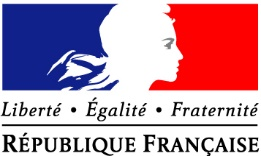 Liberté • Égalité • Fraternité
RÉPUBLIQUE FRANÇAISE